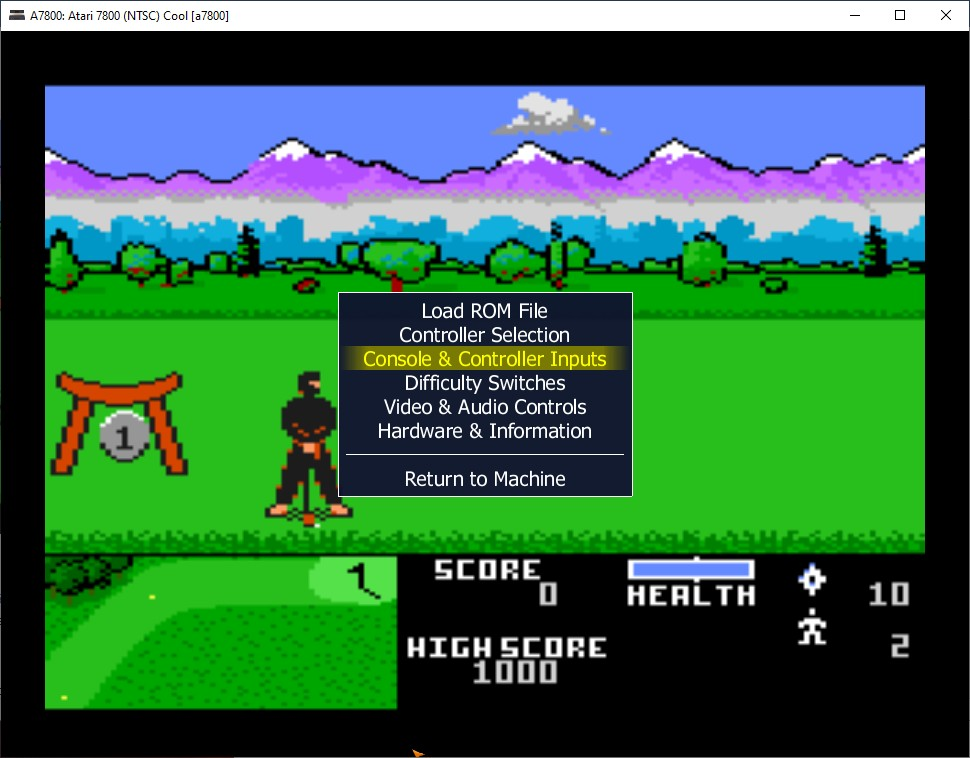 A7800: Atari 7800 (NTSC) Cool [a7800]
Load ROM File
Controller Selection
Console & Controller Inputs
Difficulty Switches
Video & Audio Controls
Hardware & Information
Return to Machine
1
1
SCORE
0
HEALTH
10
HIGH SCORE
1000
2